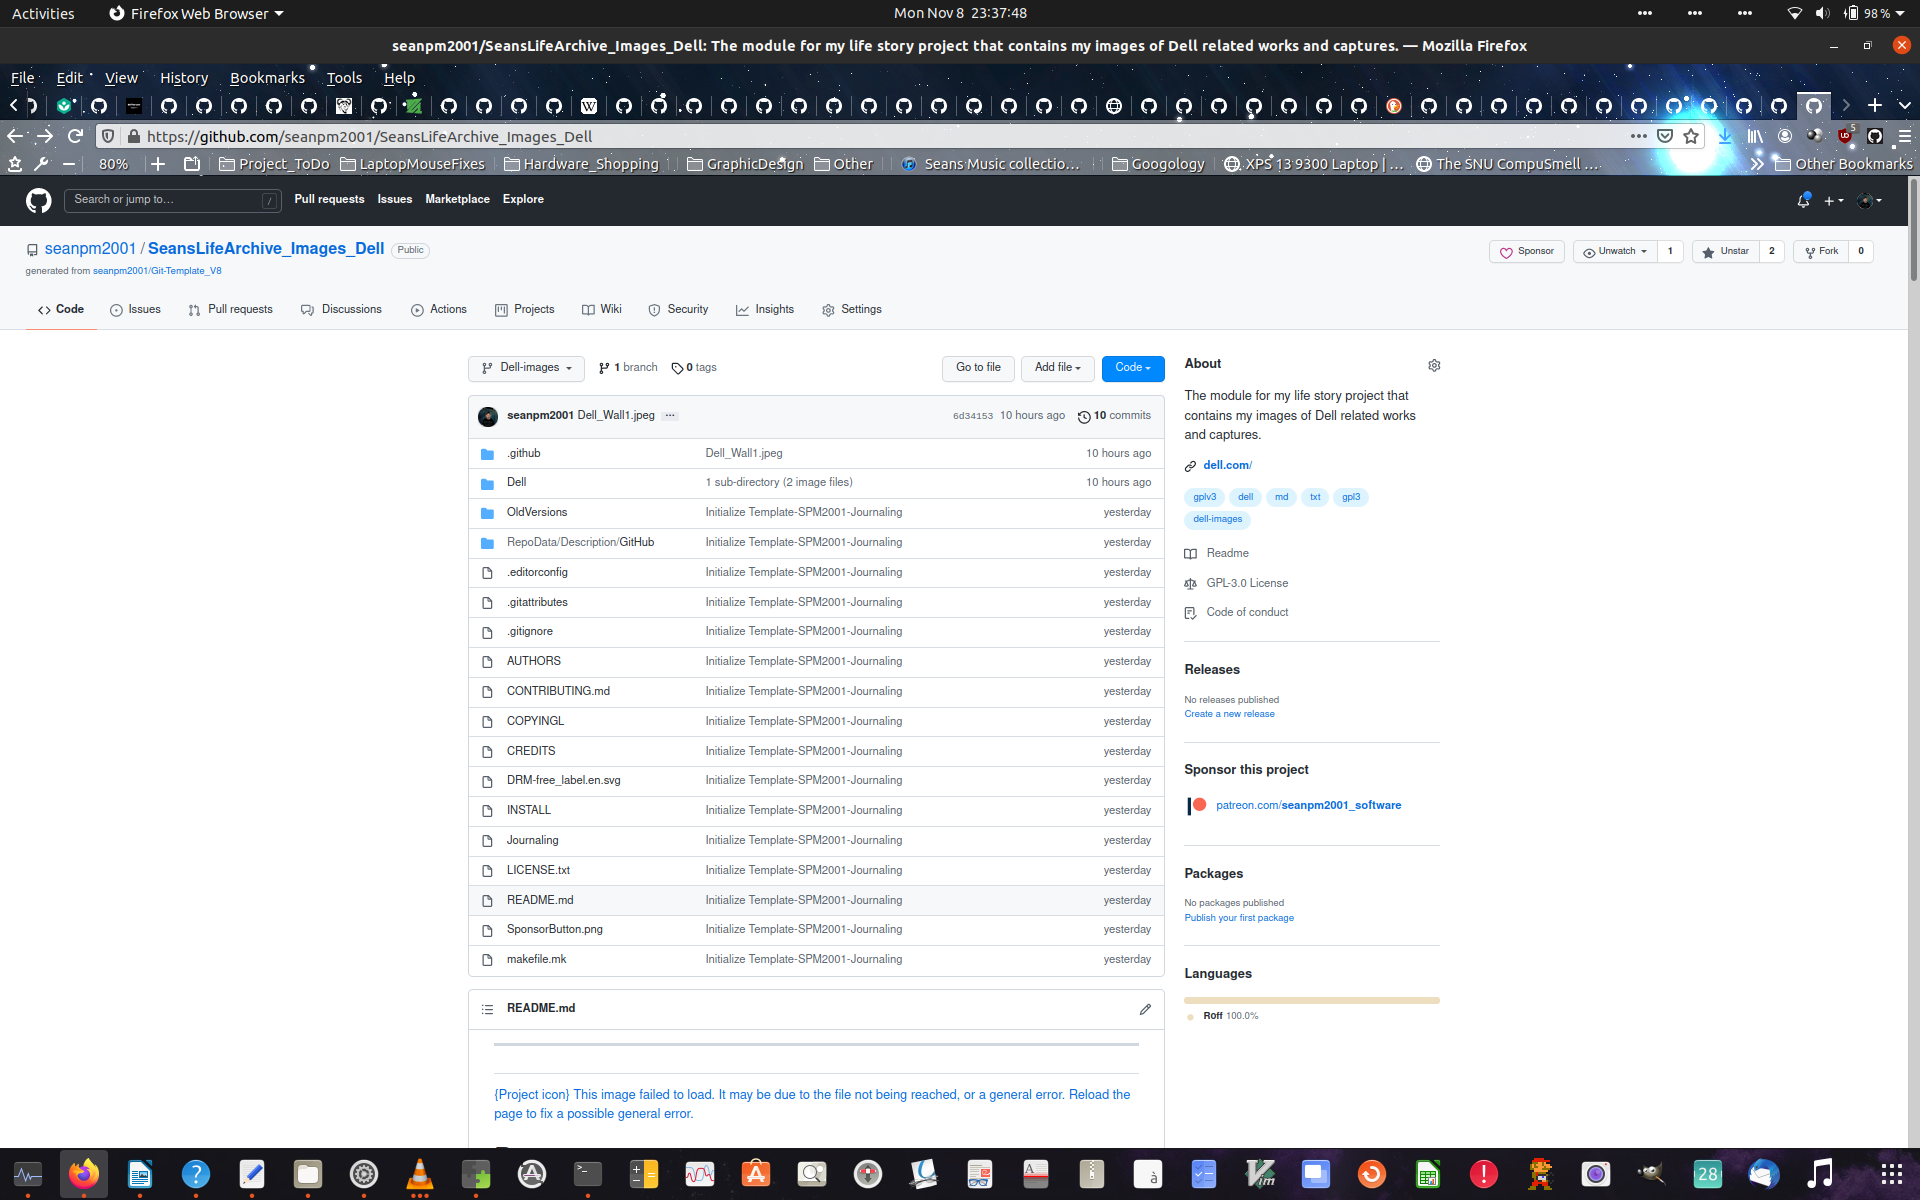 Activities Firefox Web Browser Mon Nov 8 23:37:48 98 %
seanpm2001/SeansLifeArchive_Images_Dell: The module for my life story project that contains my images of Dell related works and captures. — Mozilla Firefox
File Edit View History Bookmarks Tools Help
https://github.com/seanpm2001/SeansLifeArchive_Images_Dell 5
80% Project_ToDo LaptopMouseFixes Hardware_Shopping GraphicDesign Other Seans Music collectio… Googology XPS 13 9300 Laptop | … The SNU CompuSmell … Other Bookmarks
Search or jump to… / Pull requests Issues Marketplace Explore
seanpm2001 / SeansLifeArchive_Images_Dell Public Sponsor Unwatch 1 Unstar 2 Fork 0
generated from seanpm2001/Git-Template_V8
Code Issues Pull requests Discussions Actions Projects Wiki Security Insights Settings
Dell-images 1 branch 0 tags Go to file Add file Code
seanpm2001 Dell_Wall1.jpeg ... 6d34153 10 hours ago 10 commits
.github Dell_Wall1.jpeg 10 hours ago
Dell 1 sub-directory (2 image files) 10 hours ago
OldVersions Initialize Template-SPM2001-Journaling yesterday
RepoData/Description/GitHub Initialize Template-SPM2001-Journaling yesterday
.editorconfig Initialize Template-SPM2001-Journaling yesterday
.gitattributes Initialize Template-SPM2001-Journaling yesterday
.gitignore Initialize Template-SPM2001-Journaling yesterday
AUTHORS Initialize Template-SPM2001-Journaling yesterday
CONTRIBUTING.md Initialize Template-SPM2001-Journaling yesterday
COPYINGL Initialize Template-SPM2001-Journaling yesterday
CREDITS Initialize Template-SPM2001-Journaling yesterday
DRM-free_label.en.svg Initialize Template-SPM2001-Journaling yesterday
INSTALL Initialize Template-SPM2001-Journaling yesterday
Journaling Initialize Template-SPM2001-Journaling yesterday
LICENSE.txt Initialize Template-SPM2001-Journaling yesterday
README.md Initialize Template-SPM2001-Journaling yesterday
SponsorButton.png Initialize Template-SPM2001-Journaling yesterday
makefile.mk Initialize Template-SPM2001-Journaling yesterday
README.md
{Project icon} This image failed to load. It may be due to the file not being reached, or a general error. Reload the
page to fix a possible general error.
About
The module for my life story project that
contains my images of Dell related works
and captures.
dell.com/
gplv3 dell md txt gpl3
dell-images
Readme
GPL-3.0 License
Code of conduct
Releases
No releases published
Create a new release
Sponsor this project
patreon.com/seanpm2001_software
Packages
No packages published
Publish your first package
Languages
Roff 100.0%
28